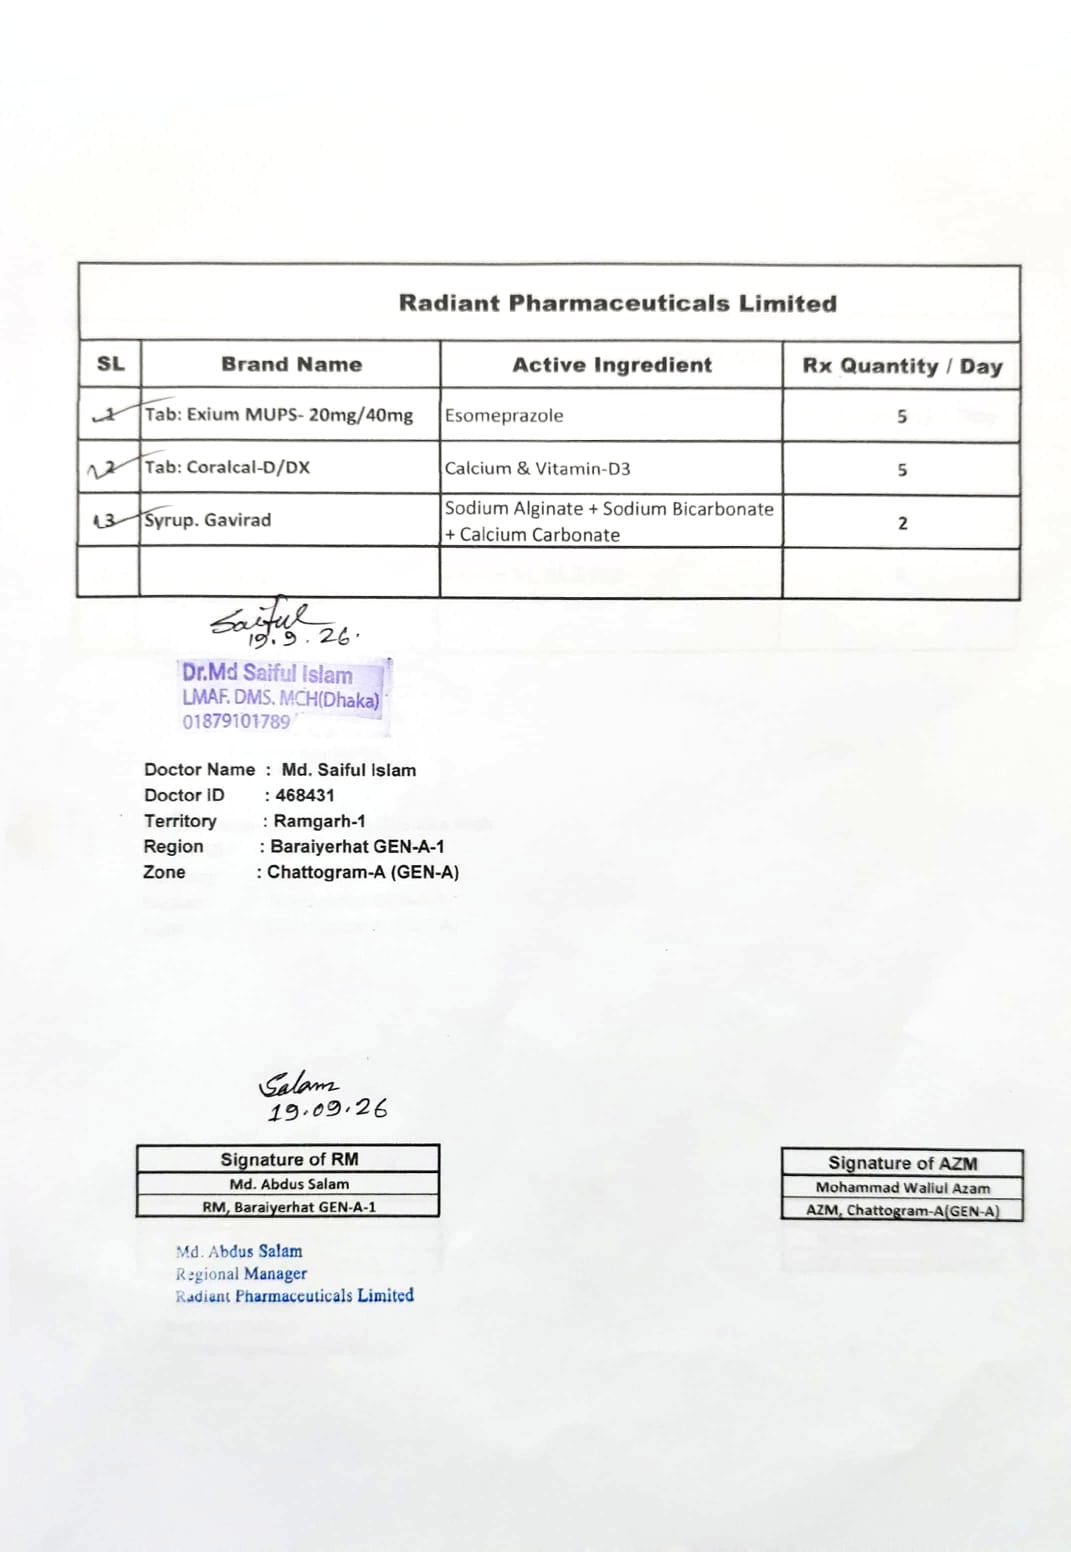 Radiant Pharmaceuticals Limited
SL Brand Name Active Ingredient Rx Quantity / Day
1 Tab: Exium MUPS- 20mg/40mg Esomeprazole 5
2 Tab: Coralcal-D/DX Calcium & Vitamin-D3 5
3 Syrup. Gavirad Sodium Alginate + Sodium Bicarbonate + Calcium Carbonate 2
Saiful
19.9.26.
Dr.Md Saiful Islam
LMAF. DMS. MCH(Dhaka)
01879101789
Doctor Name : Md. Saiful Islam
Doctor ID : 468431
Territory : Ramgarh-1
Region : Baraiyerhat GEN-A-1
Zone : Chattogram-A (GEN-A)
Salam
19.09.26
Signature of RM
Md. Abdus Salam
RM, Baraiyerhat GEN-A-1
Signature of AZM
Mohammad Waliul Azam
AZM, Chattogram-A(GEN-A)
Md. Abdus Salam
Regional Manager
Radiant Pharmaceuticals Limited